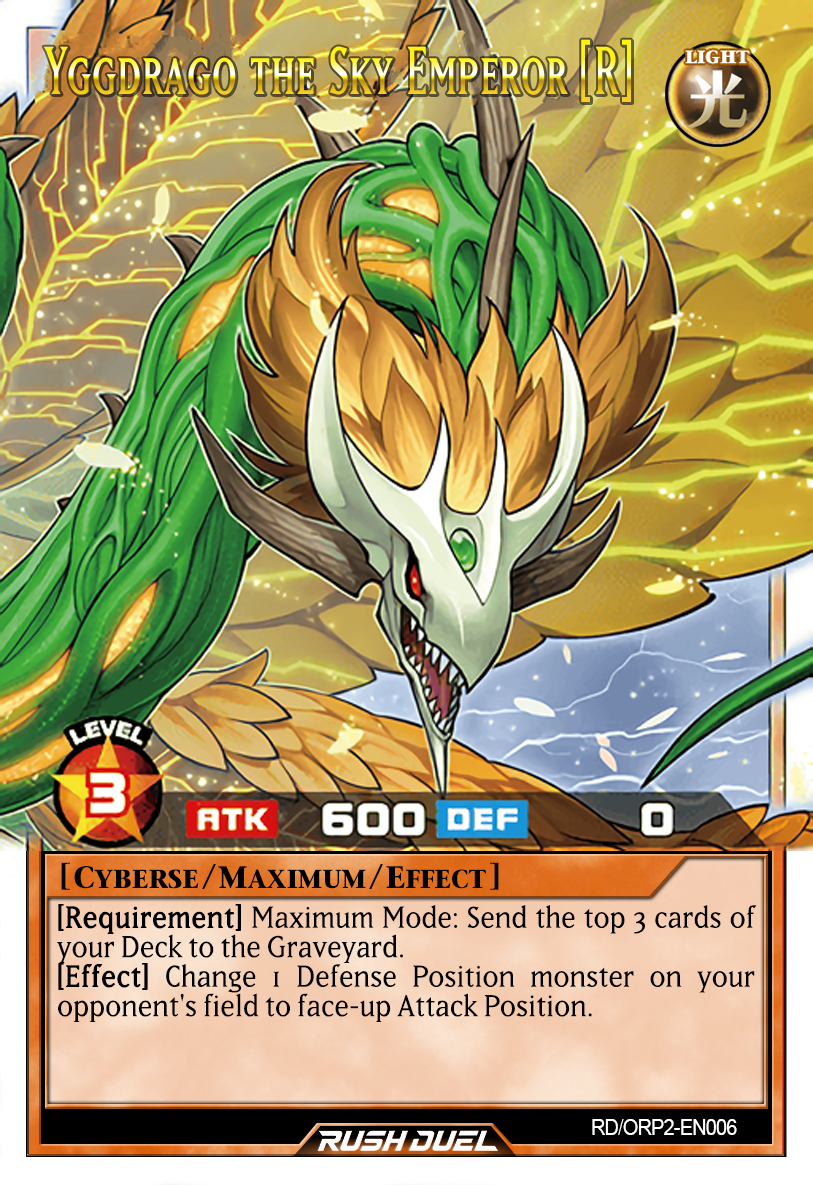 Yggdrago the Sky Emperor [R]
LIGHT
光
LEVEL
3
ATK 600 DEF 0
[Cyberse/Maximum/Effect]
[Requirement] Maximum Mode: Send the top 3 cards of
your Deck to the Graveyard.
[Effect] Change 1 Defense Position monster on your
opponent's field to face-up Attack Position.
RUSH DUEL
RD/ORP2-EN006